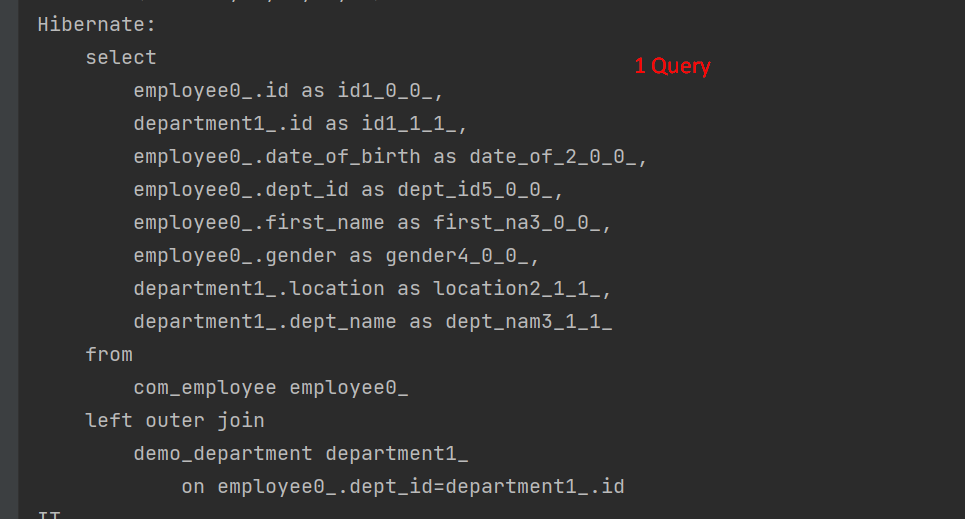 Hibernate:
select
1 Query
employee0_.id as id1_0_0_,
department1_.id as id1_1_1_,
employee0_.date_of_birth as date_of_2_0_0_,
employee0_.dept_id as dept_id5_0_0_,
employee0_.first_name as first_na3_0_0_,
employee0_.gender as gender4_0_0_,
department1_.location as location2_1_1_,
department1_.dept_name as dept_nam3_1_1_
from
com_employee employee0_
left outer join
demo_department department1_
on employee0_.dept_id=department1_.id
IT